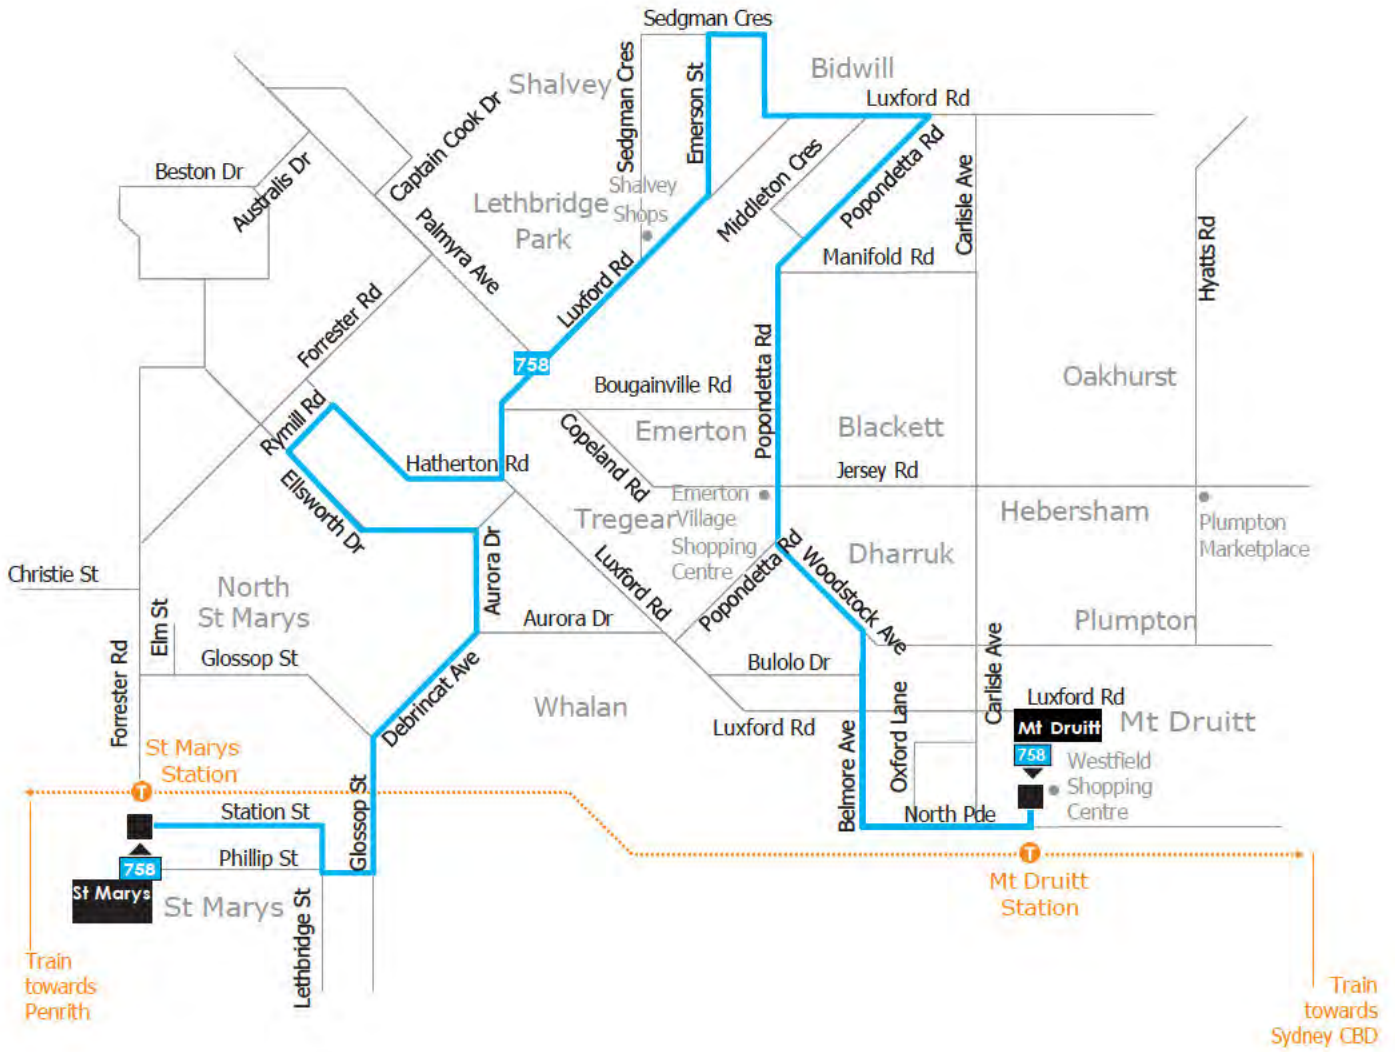 Sedgman Cres
Shalvey
Sedgman Cres
Emerson St
Bidwill
Luxford Rd
Captain Cook Dr
Beston Dr
Australis Dr
Lethbridge
Park
Shalvey
Shops
Middleton Cres
Popondetta Rd
Carlisle Ave
Palmyra Ave
Manifold Rd
Hyatts Rd
Luxford Rd
Forrester Rd
758
Bougainville Rd
Popondetta Rd
Oakhurst
Rymill Rd
Copeland Rd
Emerton
Blackett
Hatherton Rd
Jersey Rd
Ellsworth Dr
Emerton
Village
Shopping
Centre
Tregear
Hebersham
Plumpton
Marketplace
Aurora Dr
Luxford Rd
Popondetta Rd
Woodstock Ave
Dharruk
Christie St
North
St Marys
Elm St
Aurora Dr
Plumpton
Forrester Rd
Glossop St
Debrincat Ave
Bulolo Dr
Carlisle Ave
Whalan
Luxford Rd
Oxford Lane
Luxford Rd
Mt Druitt
Mt Druitt
758
Westfield
Shopping
Centre
St Marys
Station
T
Belmore Ave
Station St
Glossop St
North Pde
Phillip St
758
St Marys
St Marys
Lethbridge St
T
Mt Druitt
Station
Train
towards
Penrith
Train
towards
Sydney CBD